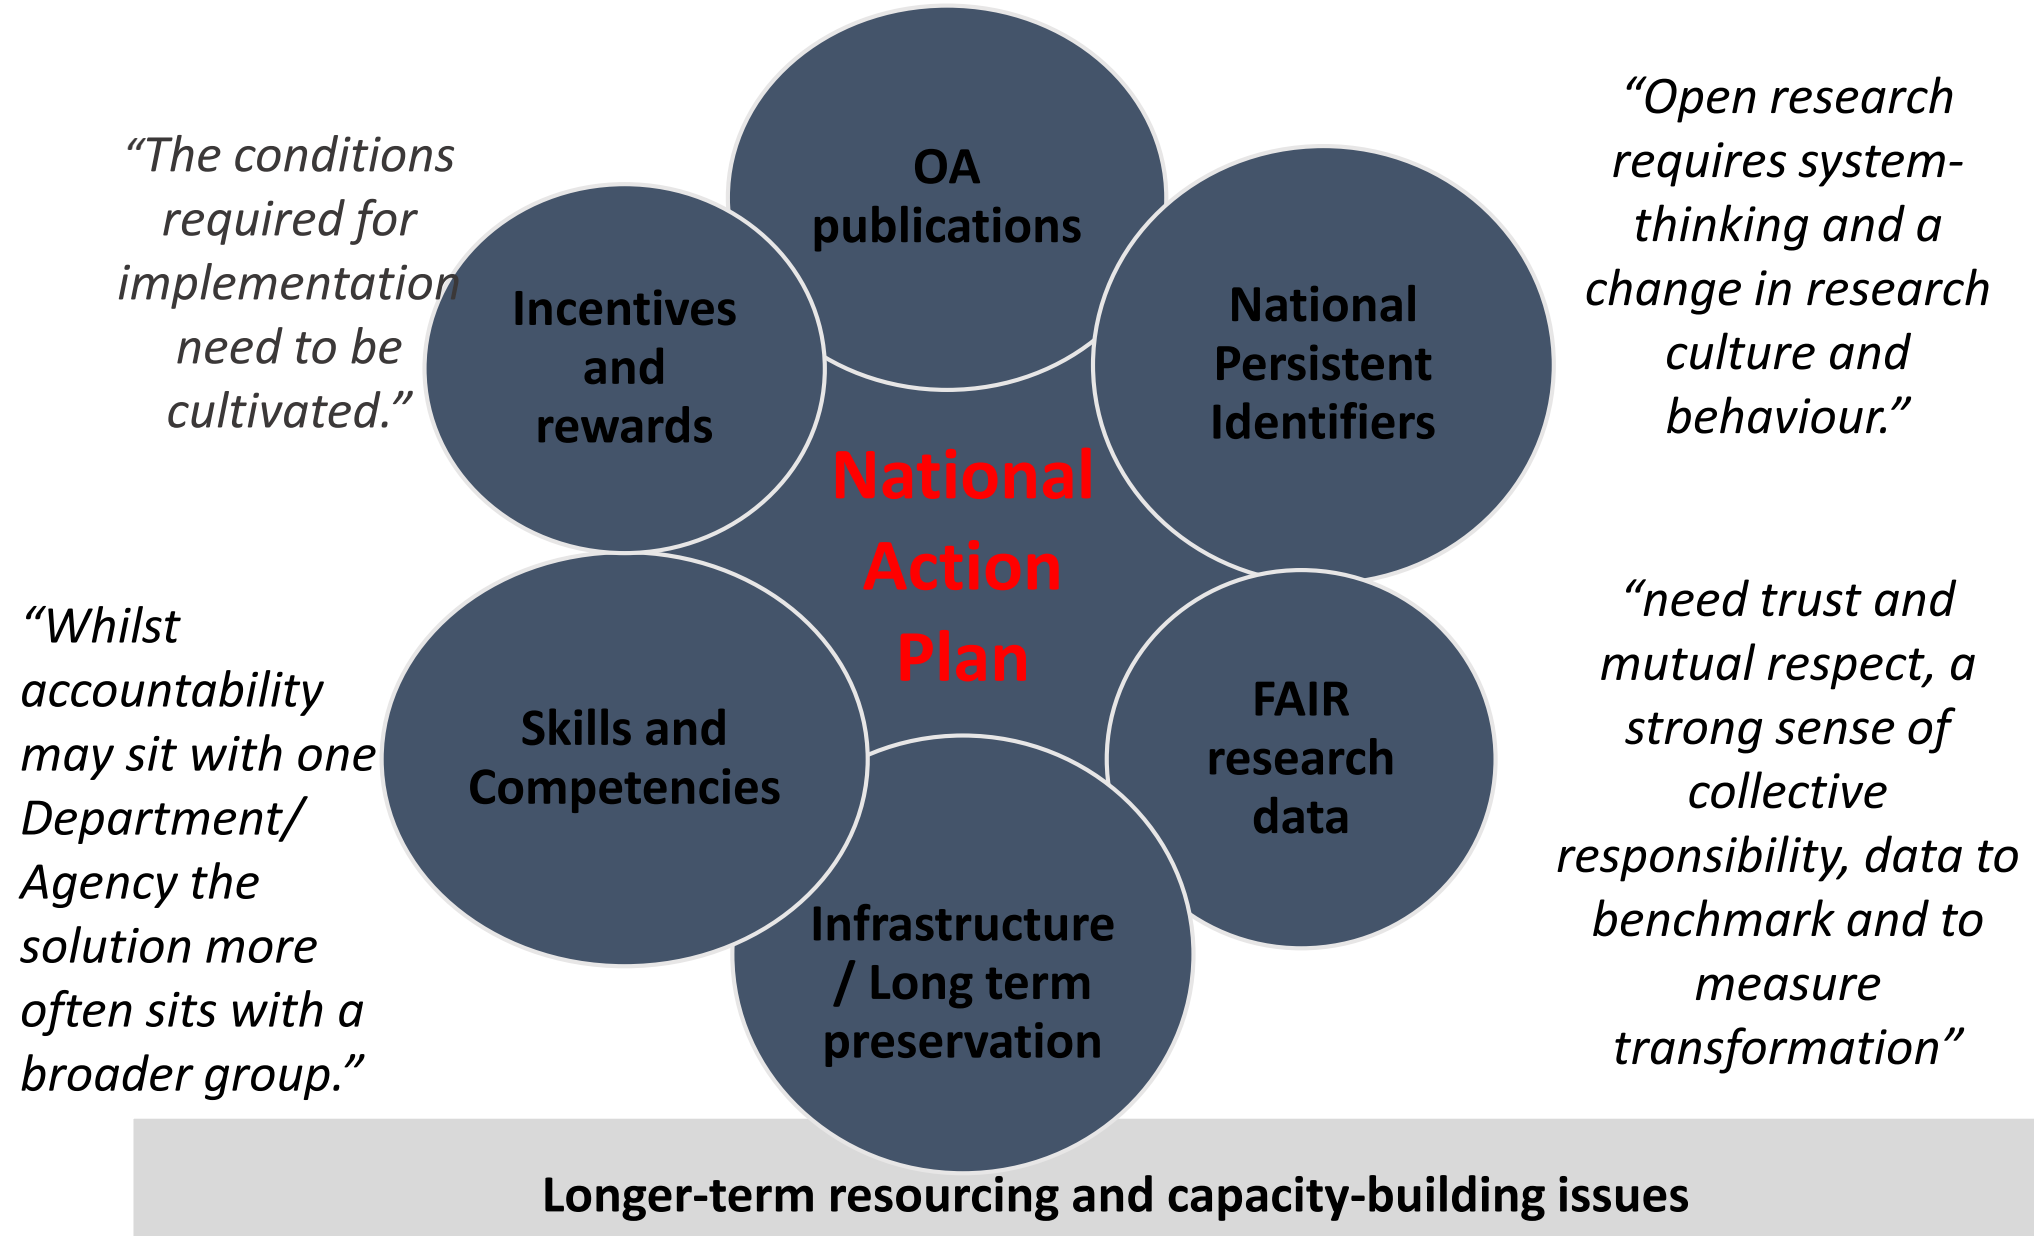 OA
publications
“The conditions
required for
implementation
need to be
cultivated.”
Incentives
and
rewards
National
Persistent
Identifiers
“Open research
requires system-
thinking and a
change in research
culture and
behaviour.”
National
Action
Plan
“Whilst
accountability
may sit with one
Department/
Agency the
solution more
often sits with a
broader group.”
Skills and
Competencies
FAIR
research
data
“need trust and
mutual respect, a
strong sense of
collective
responsibility, data to
benchmark and to
measure
transformation”
Infrastructure
/ Long term
preservation
Longer-term resourcing and capacity-building issues